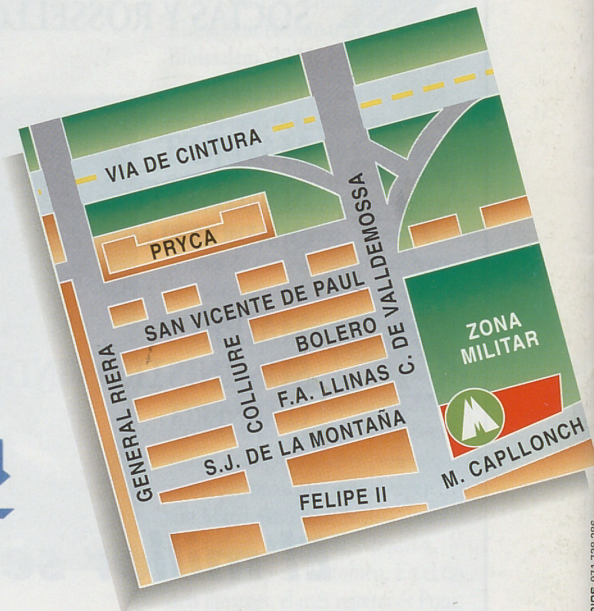 VIA DE CINTURA
PRYCA
SAN VICENTE DE PAUL
C. DE VALLDEMOSSA
ZONA
MILITAR
BOLERO
COLLIURE
GENERAL RIERA
F.A. LLINAS
S.J. DE LA MONTAÑA
M. CAPLLONCH
FELIPE II